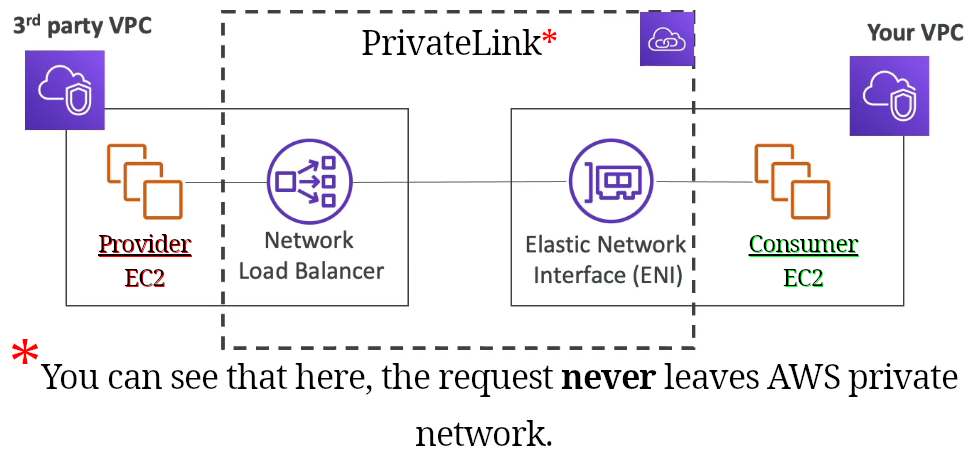 3rd party VPC
PrivateLink*
Your VPC
Provider
EC2
Network
Load Balancer
Elastic Network
Interface (ENI)
Consumer
EC2
*You can see that here, the request never leaves AWS private
network.